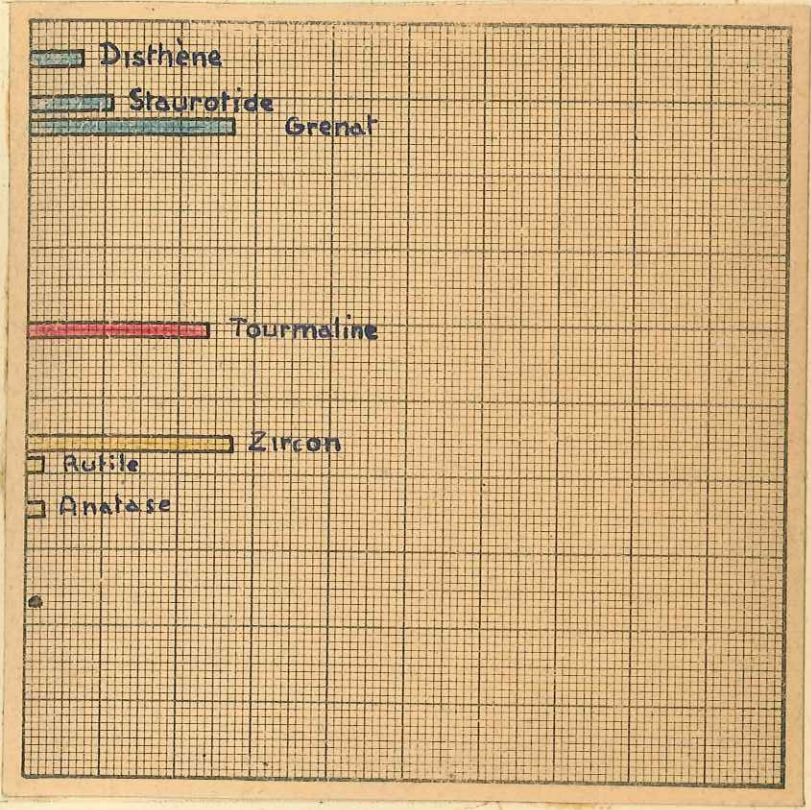 Disthène
Staurotide
Grenat
Tourmaline
Zircon
Rutile
Anatase